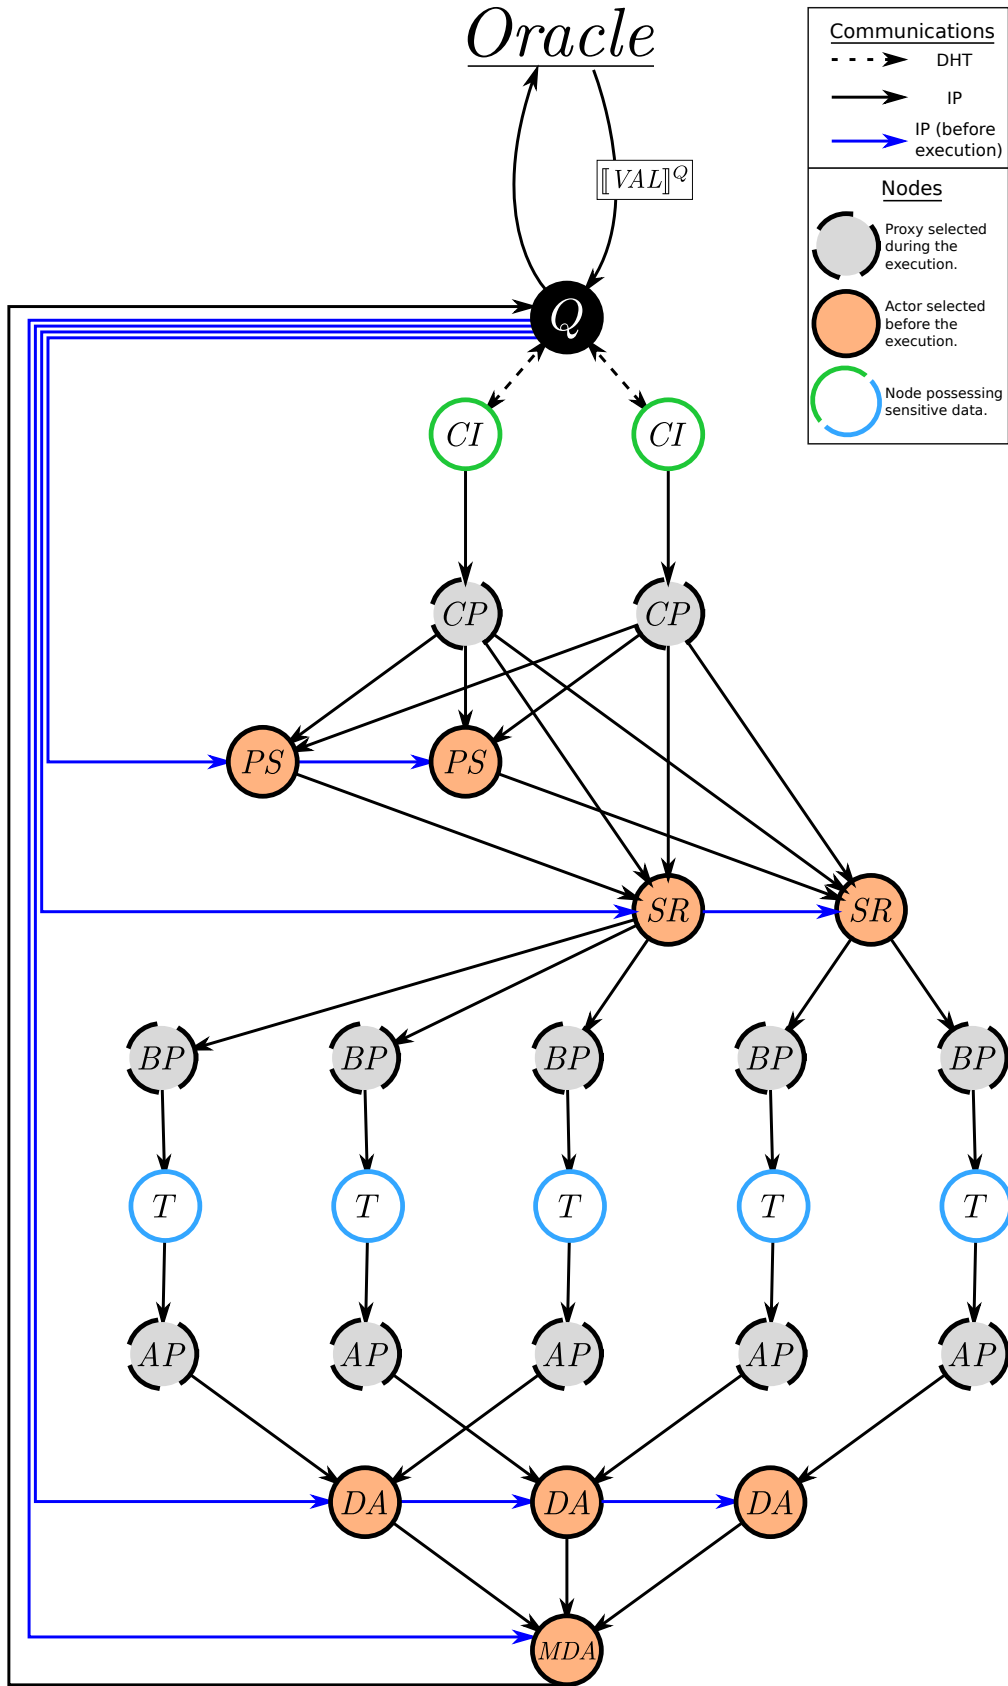 Oracle
Communications
DHT
IP
IP (before
execution)
Nodes
Proxy selected
during the
execution.
Actor selected
before the
execution.
Node possessing
sensitive data.
⟦VAL⟧^Q
Q
CI CI
CP CP
PS PS
SR SR
BP BP BP BP BP
T T T T T
AP AP AP AP AP
DA DA DA
MDA